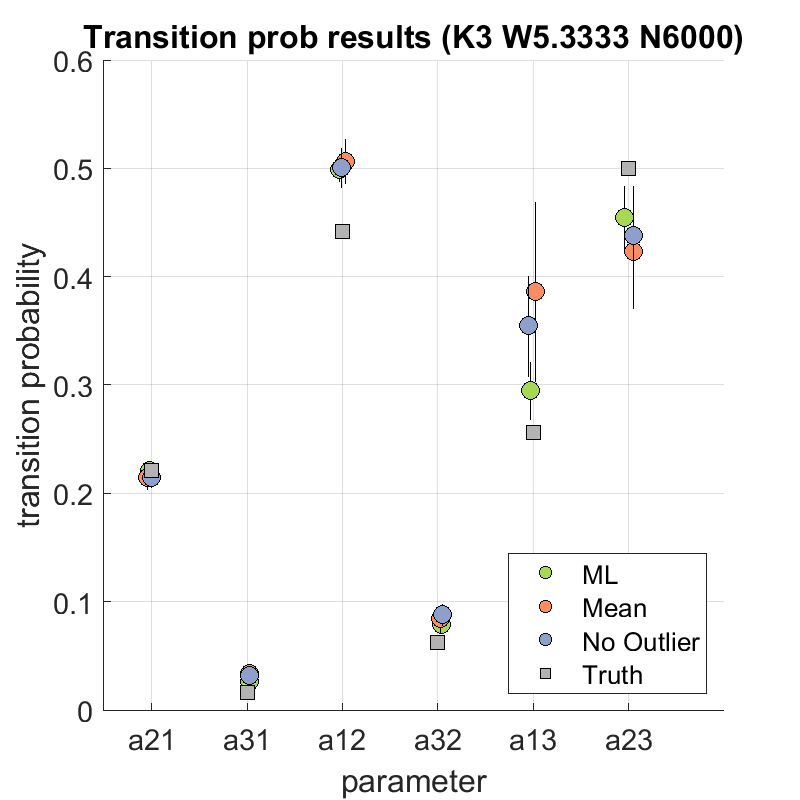 Transition prob results (K3 W5.3333 N6000)
0.6
0.5
0.4
0.3
0.2
0.1
0
transition probability
a21 a31 a12 a32 a13 a23
parameter
ML
Mean
No Outlier
Truth